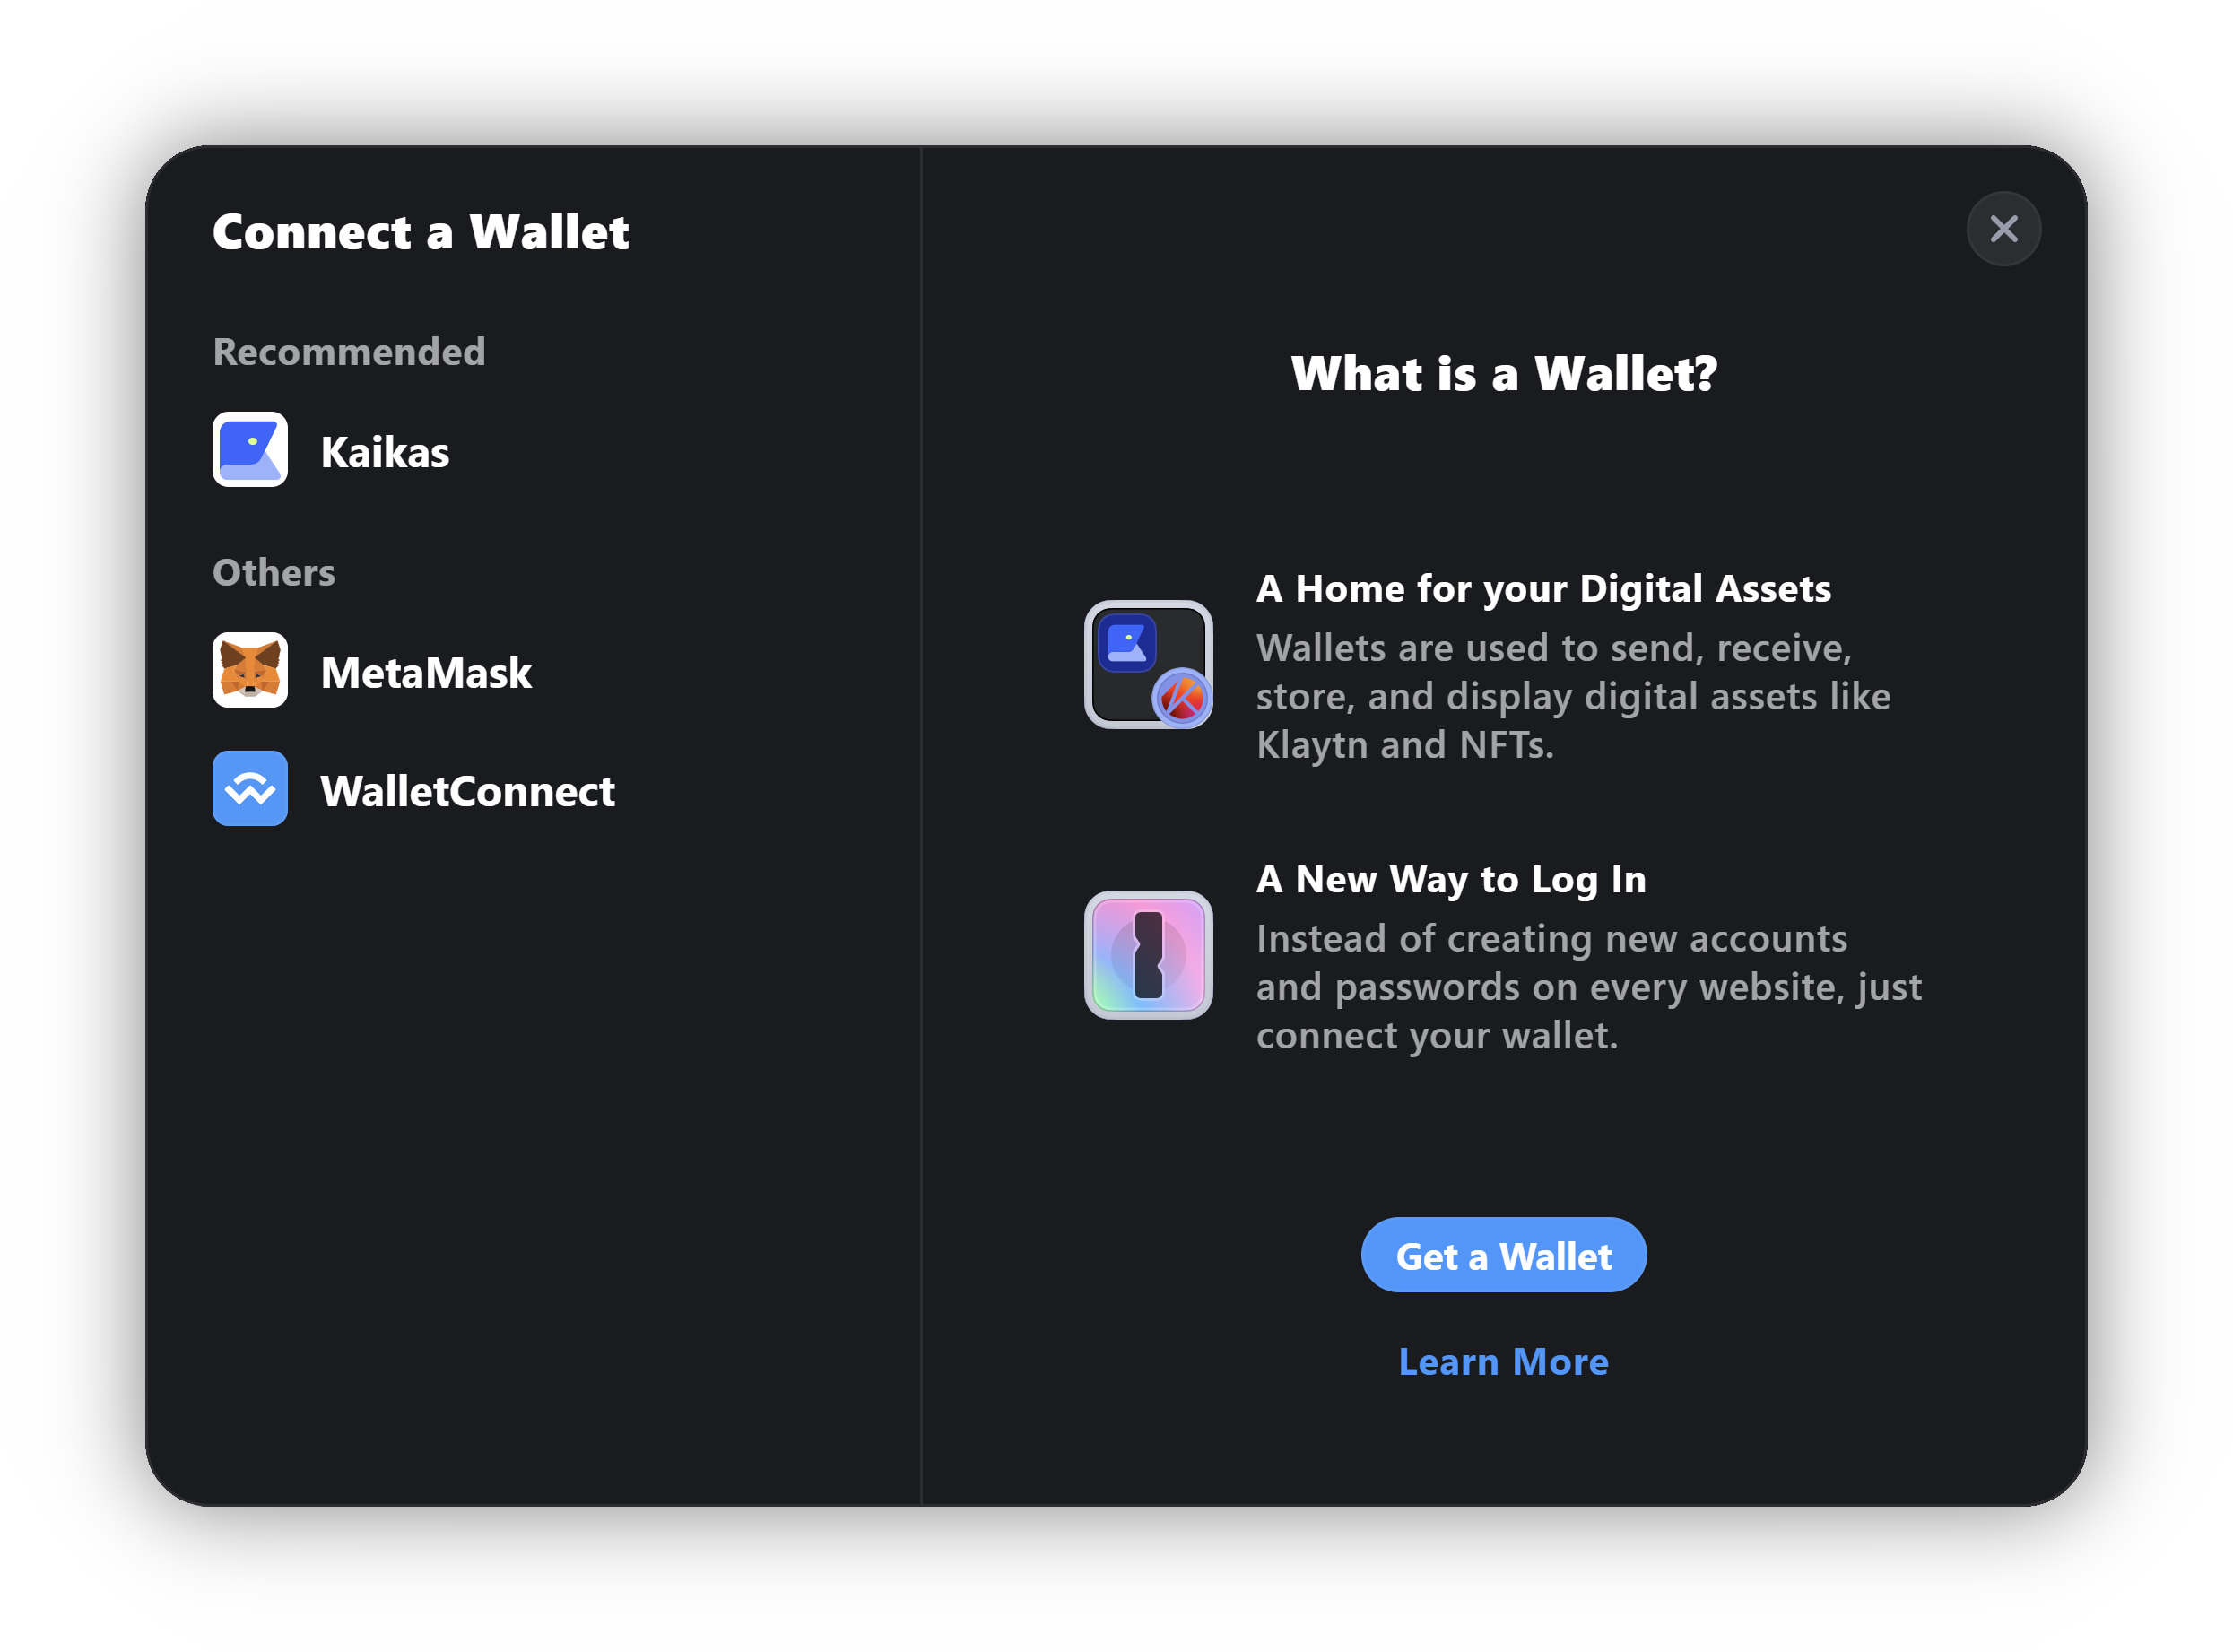 Connect a Wallet
Recommended
Kaikas
Others
MetaMask
WalletConnect
What is a Wallet?
A Home for your Digital Assets
Wallets are used to send, receive,
store, and display digital assets like
Klaytn and NFTs.
A New Way to Log In
Instead of creating new accounts
and passwords on every website, just
connect your wallet.
Get a Wallet
Learn More